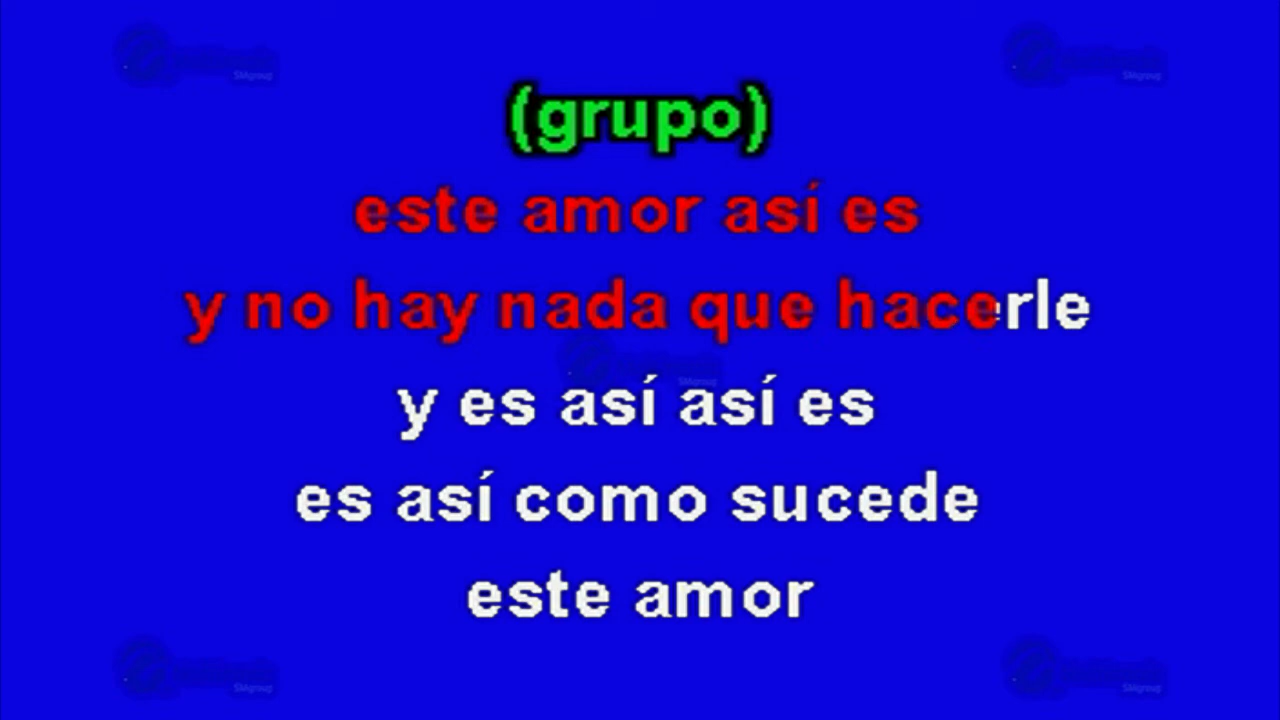 (grupo)
este amor así es
y no hay nada que hacerle
y es así así es
es así como sucede
este amor